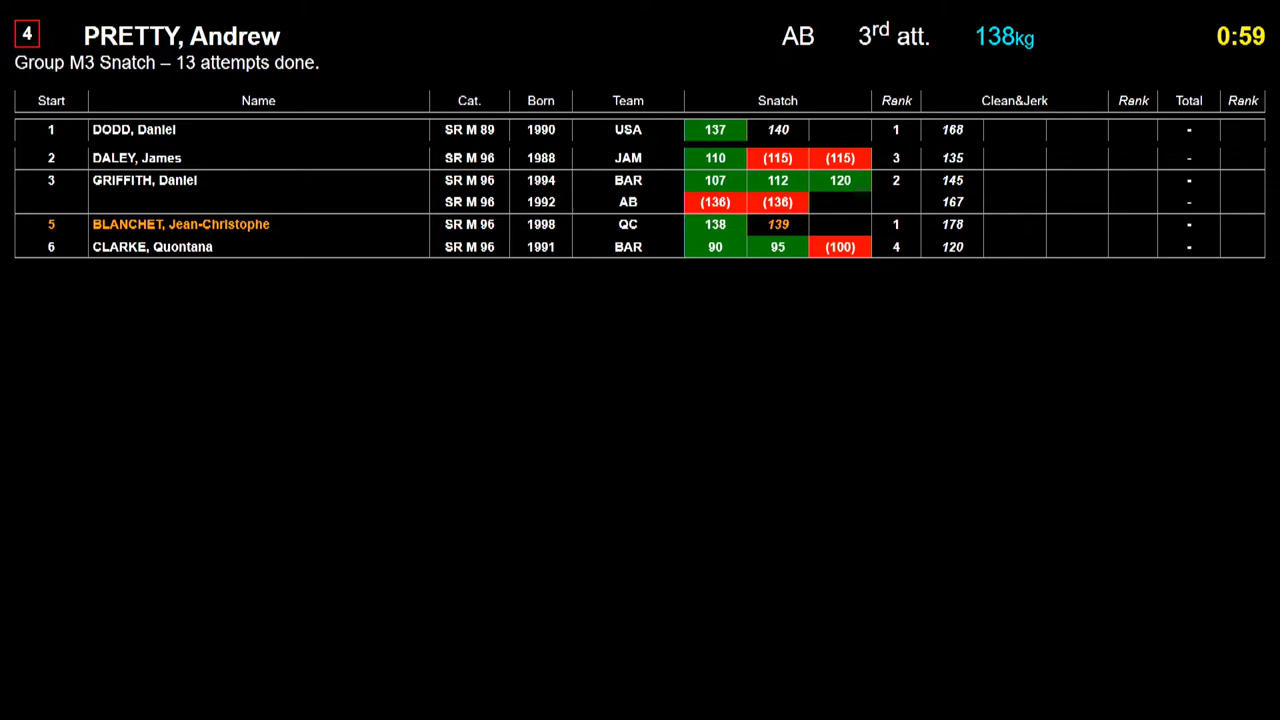 4 PRETTY, Andrew AB 3rd att. 138kg 0:59
Group M3 Snatch – 13 attempts done.
Start Name Cat. Born Team Snatch Rank Clean&Jerk Rank Total Rank
1 DODD, Daniel SR M 89 1990 USA 137 140 1 168 -
2 DALEY, James SR M 96 1988 JAM 110 (115) (115) 3 135 -
3 GRIFFITH, Daniel SR M 96 1994 BAR 107 112 120 2 145 -
SR M 96 1992 AB (136) (136) 167 -
5 BLANCHET, Jean-Christophe SR M 96 1998 QC 138 139 1 178 -
6 CLARKE, Quontana SR M 96 1991 BAR 90 95 (100) 4 120 -